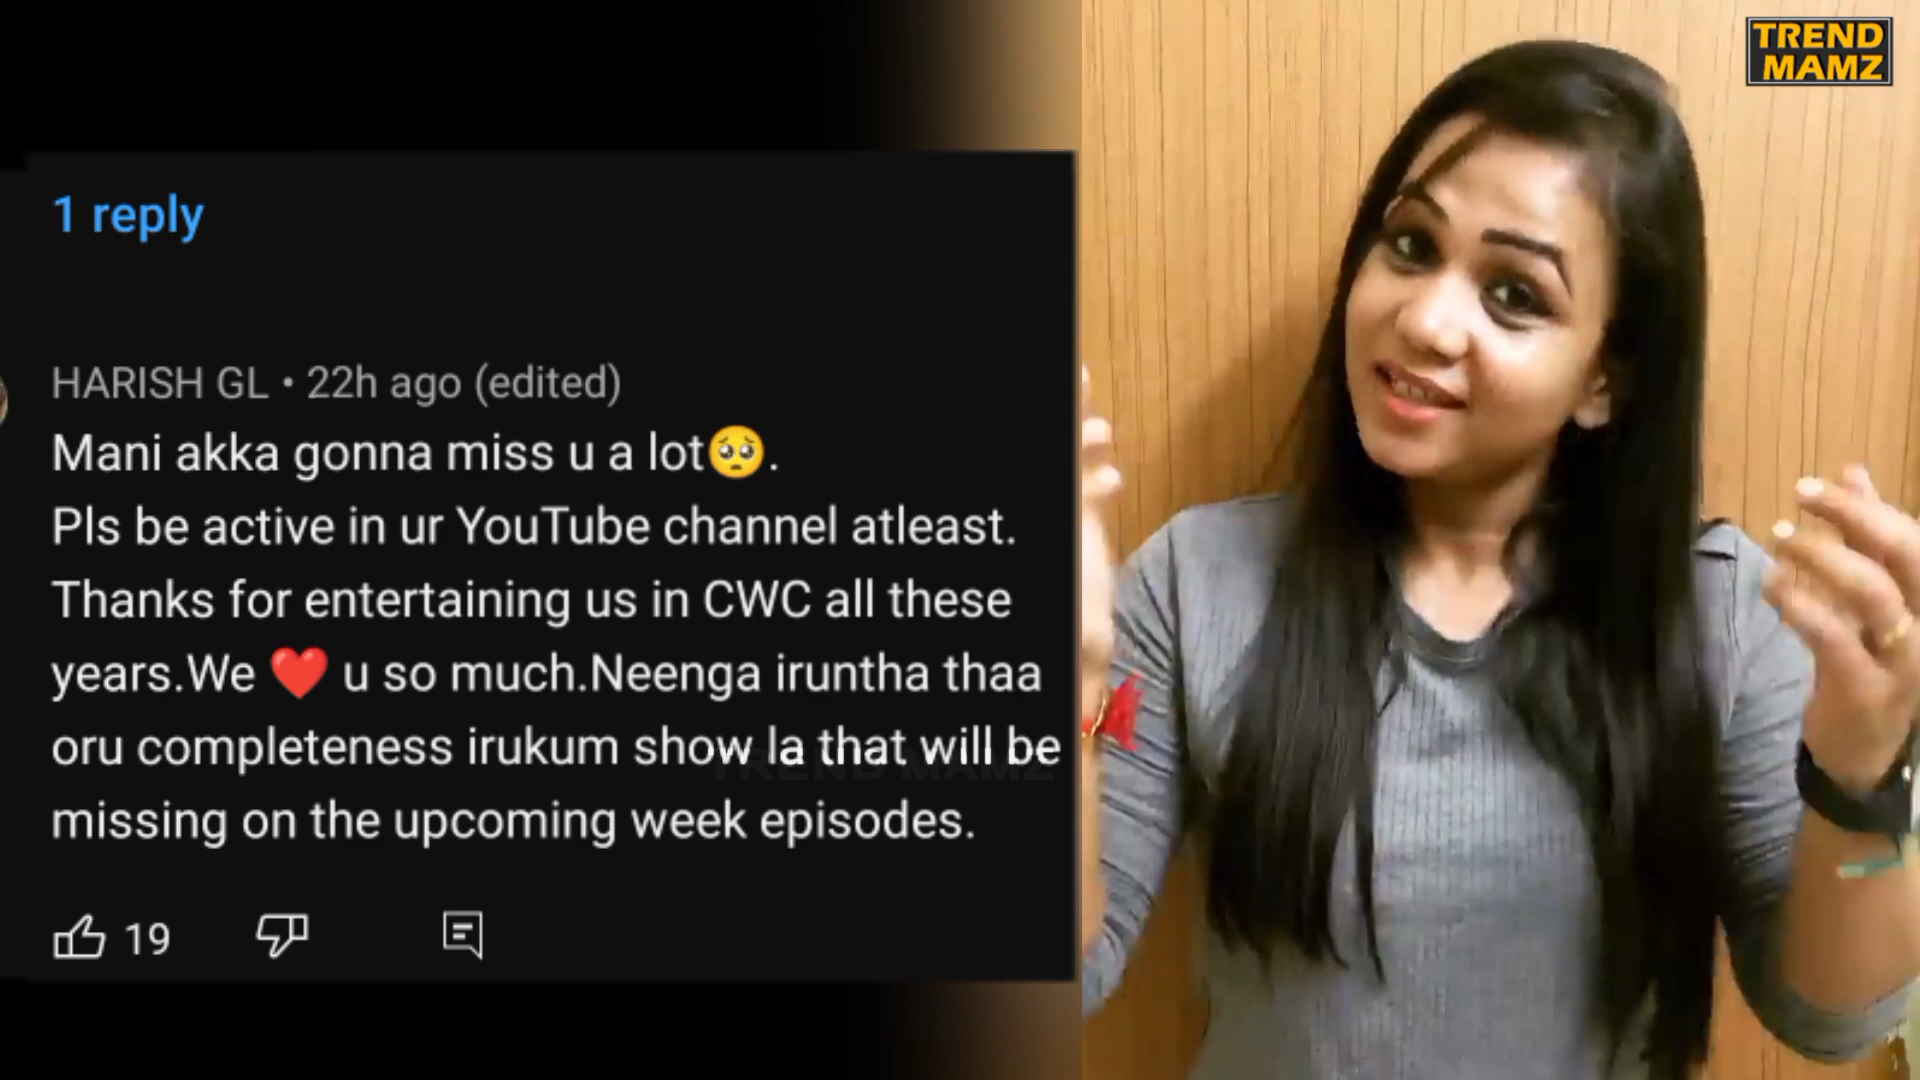 TREND
MAMZ
1 reply
HARISH GL • 22h ago (edited)
Mani akka gonna miss u a lot🥺.
Pls be active in ur YouTube channel atleast.
Thanks for entertaining us in CWC all these
years.We ❤️ u so much.Neenga iruntha thaa
oru completeness irukum show la that will be
missing on the upcoming week episodes.
19
TREND MAMZ